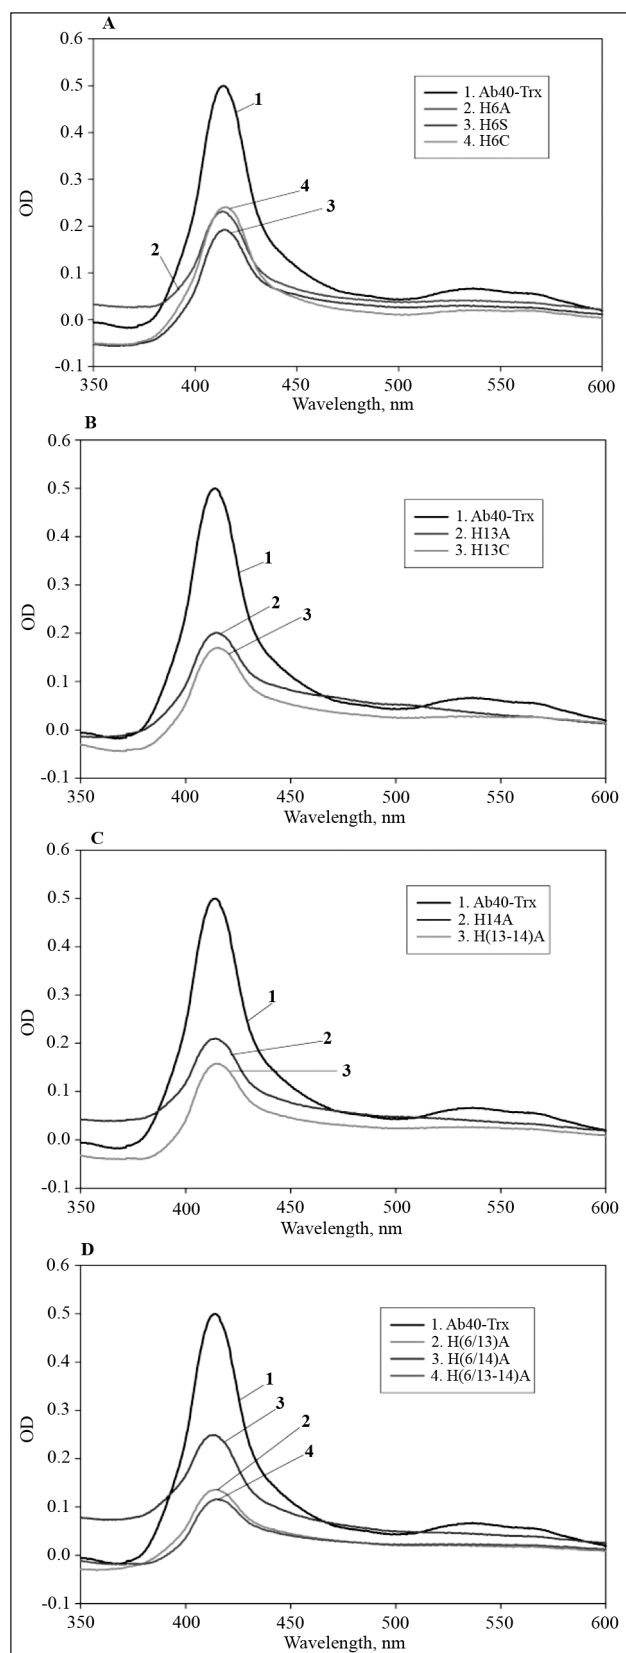 A
0.6
0.5
0.4
0.3
0.2
0.1
0.0
-0.1
OD
1
4
3
2
1. Ab40-Trx
2. H6A
3. H6S
4. H6C
350 400 450 500 550 600
Wavelength, nm
B
0.6
0.5
0.4
0.3
0.2
0.1
0.0
-0.1
OD
1
2
3
1. Ab40-Trx
2. H13A
3. H13C
350 400 450 500 550 600
Wavelength, nm
C
0.6
0.5
0.4
0.3
0.2
0.1
0.0
-0.1
OD
1
2
3
1. Ab40-Trx
2. H14A
3. H(13-14)A
350 400 450 500 550 600
Wavelength, nm
D
0.6
0.5
0.4
0.3
0.2
0.1
0.0
-0.1
OD
1
3
2
4
1. Ab40-Trx
2. H(6/13)A
3. H(6/14)A
4. H(6/13-14)A
350 400 450 500 550 600
Wavelength, nm